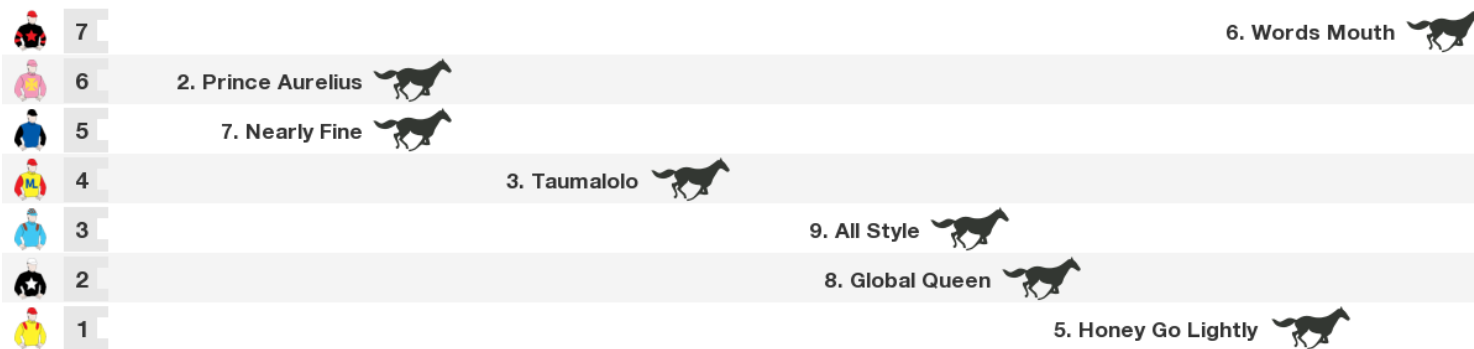 7 6. Words Mouth
6 2. Prince Aurelius
5 7. Nearly Fine
4 3. Taumalolo
ML
3 9. All Style
2 8. Global Queen
1 5. Honey Go Lightly